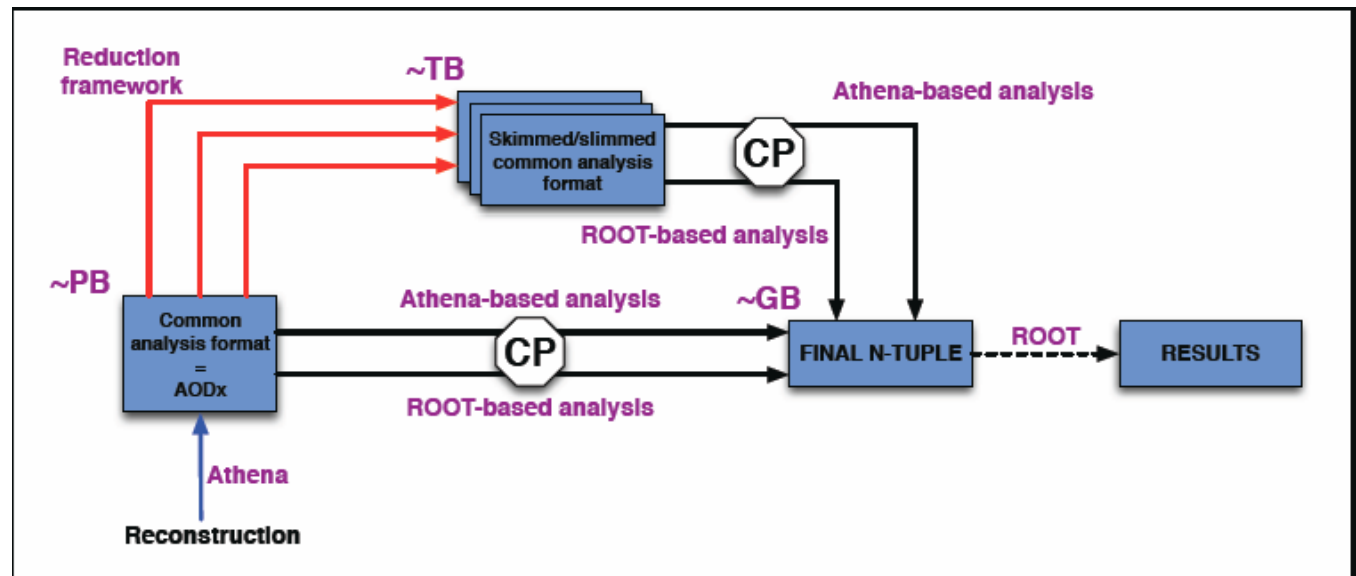 Reduction
framework
~TB
Athena-based analysis
Skimmed/slimmed
common analysis
format
CP
ROOT-based analysis
~PB
Common
analysis format
=
AODx
Athena-based analysis
~GB
CP
ROOT-based analysis
FINAL N-TUPLE
ROOT
RESULTS
Athena
Reconstruction